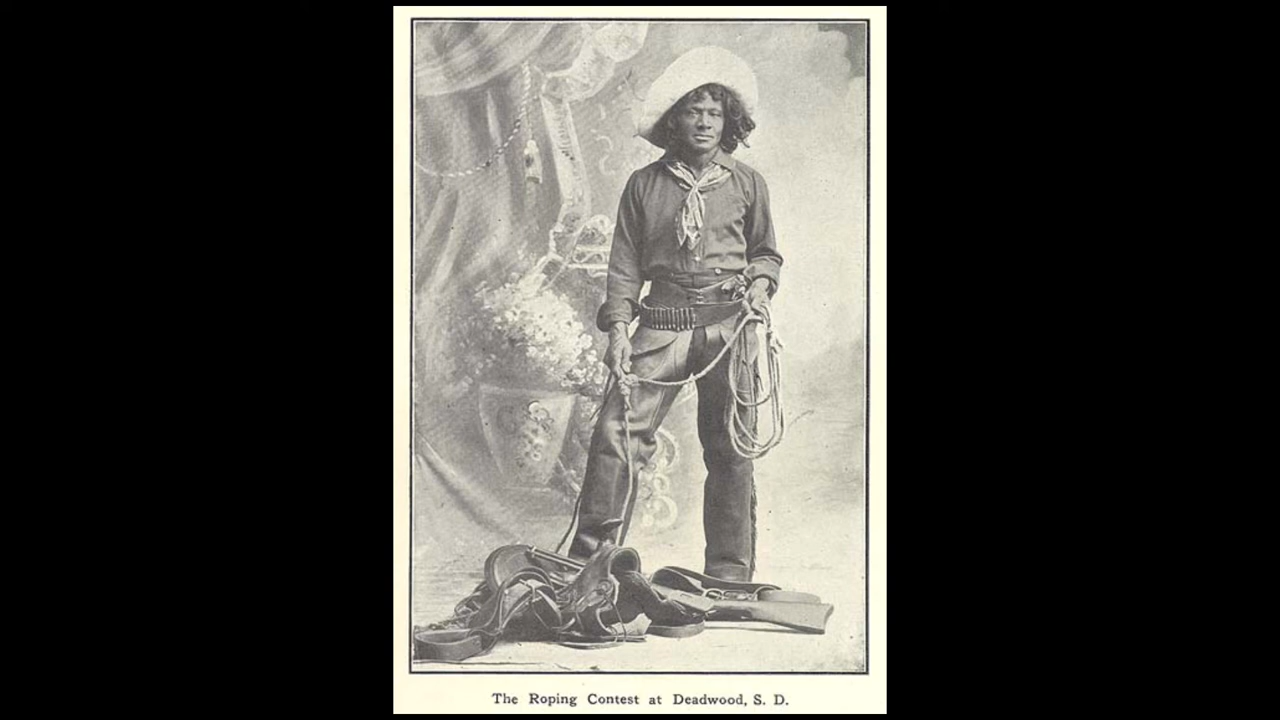 The Roping Contest at Deadwood, S. D.